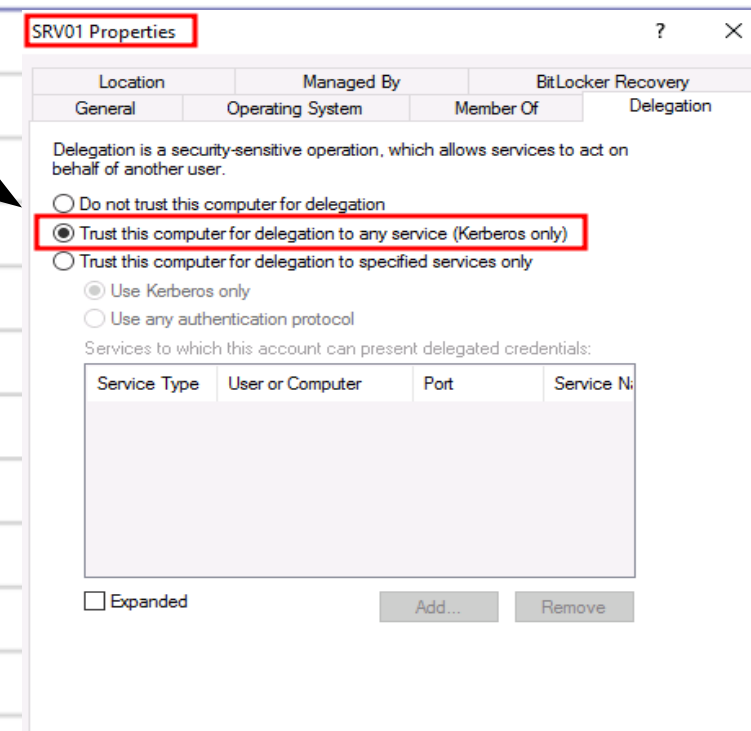 SRV01 Properties
?
Location Managed By BitLocker Recovery
General Operating System Member Of Delegation
Delegation is a security-sensitive operation, which allows services to act on
behalf of another user.
Do not trust this computer for delegation
Trust this computer for delegation to any service (Kerberos only)
Trust this computer for delegation to specified services only
Use Kerberos only
Use any authentication protocol
Services to which this account can present delegated credentials:
Service Type User or Computer Port Service
Expanded Add... Remove